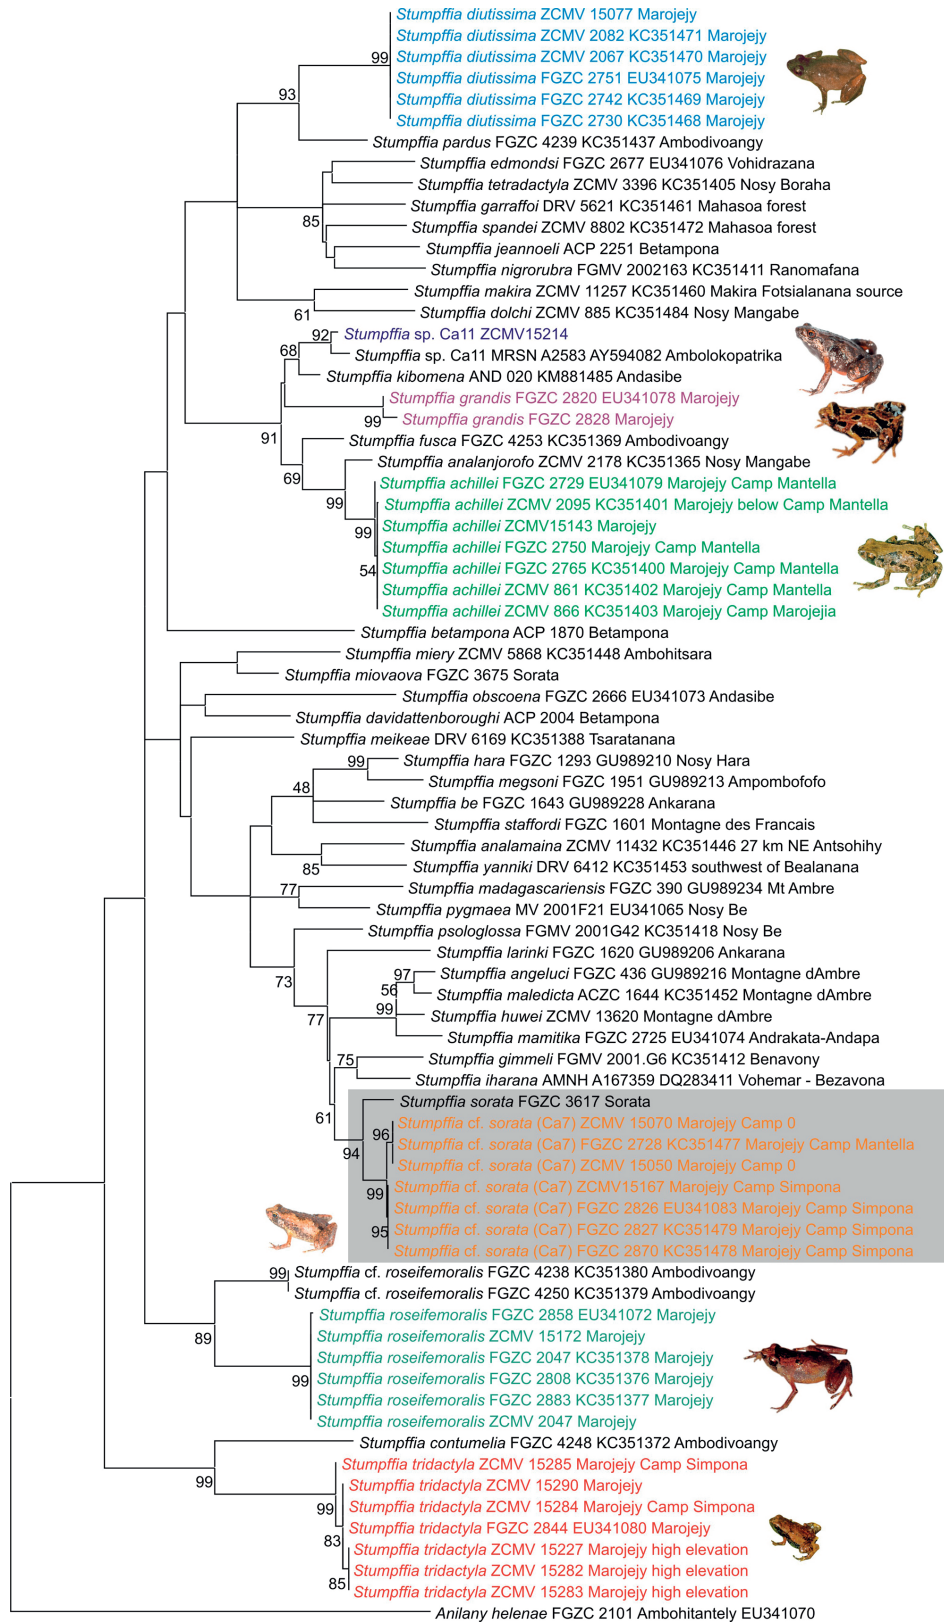 Stumpffia diutissima ZCMV 15077 Marojejy
Stumpffia diutissima ZCMV 2082 KC351471 Marojejy
Stumpffia diutissima ZCMV 2067 KC351470 Marojejy
99
Stumpffia diutissima FGZC 2751 EU341075 Marojejy
93
Stumpffia diutissima FGZC 2742 KC351469 Marojejy
Stumpffia diutissima FGZC 2730 KC351468 Marojejy
Stumpffia pardus FGZC 4239 KC351437 Ambodivoangy
Stumpffia edmondsi FGZC 2677 EU341076 Vohidrazana
Stumpffia tetradactyla ZCMV 3396 KC351405 Nosy Boraha
Stumpffia garraffoi DRV 5621 KC351461 Mahasoa forest
85
Stumpffia spandei ZCMV 8802 KC351472 Mahasoa forest
Stumpffia jeannoeli ACP 2251 Betampona
Stumpffia nigrorubra FGMV 2002163 KC351411 Ranomafana
Stumpffia makira ZCMV 11257 KC351460 Makira Fotsialanana source
61
Stumpffia dolchi ZCMV 885 KC351484 Nosy Mangabe
92
Stumpffia sp. Ca11 ZCMV15214
68
Stumpffia sp. Ca11 MRSN A2583 AY594082 Ambolokopatrika
Stumpffia kibomena AND 020 KM881485 Andasibe
Stumpffia grandis FGZC 2820 EU341078 Marojejy
99
Stumpffia grandis FGZC 2828 Marojejy
91
Stumpffia fusca FGZC 4253 KC351369 Ambodivoangy
Stumpffia analanjorofo ZCMV 2178 KC351365 Nosy Mangabe
69
Stumpffia achillei FGZC 2729 EU341079 Marojejy Camp Mantella
99
Stumpffia achillei ZCMV 2095 KC351401 Marojejy below Camp Mantella
99
Stumpffia achillei ZCMV15143 Marojejy
Stumpffia achillei FGZC 2750 Marojejy Camp Mantella
54
Stumpffia achillei FGZC 2765 KC351400 Marojejy Camp Mantella
Stumpffia achillei ZCMV 861 KC351402 Marojejy Camp Mantella
Stumpffia achillei ZCMV 866 KC351403 Marojejy Camp Marojejia
Stumpffia betampona ACP 1870 Betampona
Stumpffia miery ZCMV 5868 KC351448 Ambohitsara
Stumpffia miovaova FGZC 3675 Sorata
Stumpffia obscoena FGZC 2666 EU341073 Andasibe
Stumpffia davidattenboroughi ACP 2004 Betampona
Stumpffia meikeae DRV 6169 KC351388 Tsaratanana
99
Stumpffia hara FGZC 1293 GU989210 Nosy Hara
48
Stumpffia megsoni FGZC 1951 GU989213 Ampombofofo
Stumpffia be FGZC 1643 GU989228 Ankarana
Stumpffia staffordi FGZC 1601 Montagne des Francais
Stumpffia analamaina ZCMV 11432 KC351446 27 km NE Antsohihy
85
Stumpffia yanniki DRV 6412 KC351453 southwest of Bealanana
77
Stumpffia madagascariensis FGZC 390 GU989234 Mt Ambre
Stumpffia pygmaea MV 2001F21 EU341065 Nosy Be
Stumpffia psologlossa FGMV 2001G42 KC351418 Nosy Be
Stumpffia larinki FGZC 1620 GU989206 Ankarana
73
97
Stumpffia angeluci FGZC 436 GU989216 Montagne dAmbre
56
Stumpffia maledicta ACZC 1644 KC351452 Montagne dAmbre
77
99
Stumpffia huwei ZCMV 13620 Montagne dAmbre
Stumpffia mamitika FGZC 2725 EU341074 Andrakata-Andapa
75
Stumpffia gimmeli FGMV 2001.G6 KC351412 Benavony
Stumpffia iharana AMNH A167359 DQ283411 Vohemar - Bezavona
61
Stumpffia sorata FGZC 3617 Sorata
Stumpffia cf. sorata (Ca7) ZCMV 15070 Marojejy Camp 0
96
94
Stumpffia cf. sorata (Ca7) FGZC 2728 KC351477 Marojejy Camp Mantella
Stumpffia cf. sorata (Ca7) ZCMV 15050 Marojejy Camp 0
99
Stumpffia cf. sorata (Ca7) ZCMV15167 Marojejy Camp Simpona
Stumpffia cf. sorata (Ca7) FGZC 2826 EU341083 Marojejy Camp Simpona
95
Stumpffia cf. sorata (Ca7) FGZC 2827 KC351479 Marojejy Camp Simpona
Stumpffia cf. sorata (Ca7) FGZC 2870 KC351478 Marojejy Camp Simpona
99
Stumpffia cf. roseifemoralis FGZC 4238 KC351380 Ambodivoangy
Stumpffia cf. roseifemoralis FGZC 4250 KC351379 Ambodivoangy
Stumpffia roseifemoralis FGZC 2858 EU341072 Marojejy
89
Stumpffia roseifemoralis ZCMV 15172 Marojejy
Stumpffia roseifemoralis FGZC 2047 KC351378 Marojejy
99
Stumpffia roseifemoralis FGZC 2808 KC351376 Marojejy
Stumpffia roseifemoralis FGZC 2883 KC351377 Marojejy
Stumpffia roseifemoralis ZCMV 2047 Marojejy
Stumpffia contumelia FGZC 4248 KC351372 Ambodivoangy
99
Stumpffia tridactyla ZCMV 15285 Marojejy Camp Simpona
Stumpffia tridactyla ZCMV 15290 Marojejy
99
Stumpffia tridactyla ZCMV 15284 Marojejy Camp Simpona
83
Stumpffia tridactyla FGZC 2844 EU341080 Marojejy
Stumpffia tridactyla ZCMV 15227 Marojejy high elevation
85
Stumpffia tridactyla ZCMV 15282 Marojejy high elevation
Stumpffia tridactyla ZCMV 15283 Marojejy high elevation
Anilany helenae FGZC 2101 Ambohitantely EU341070